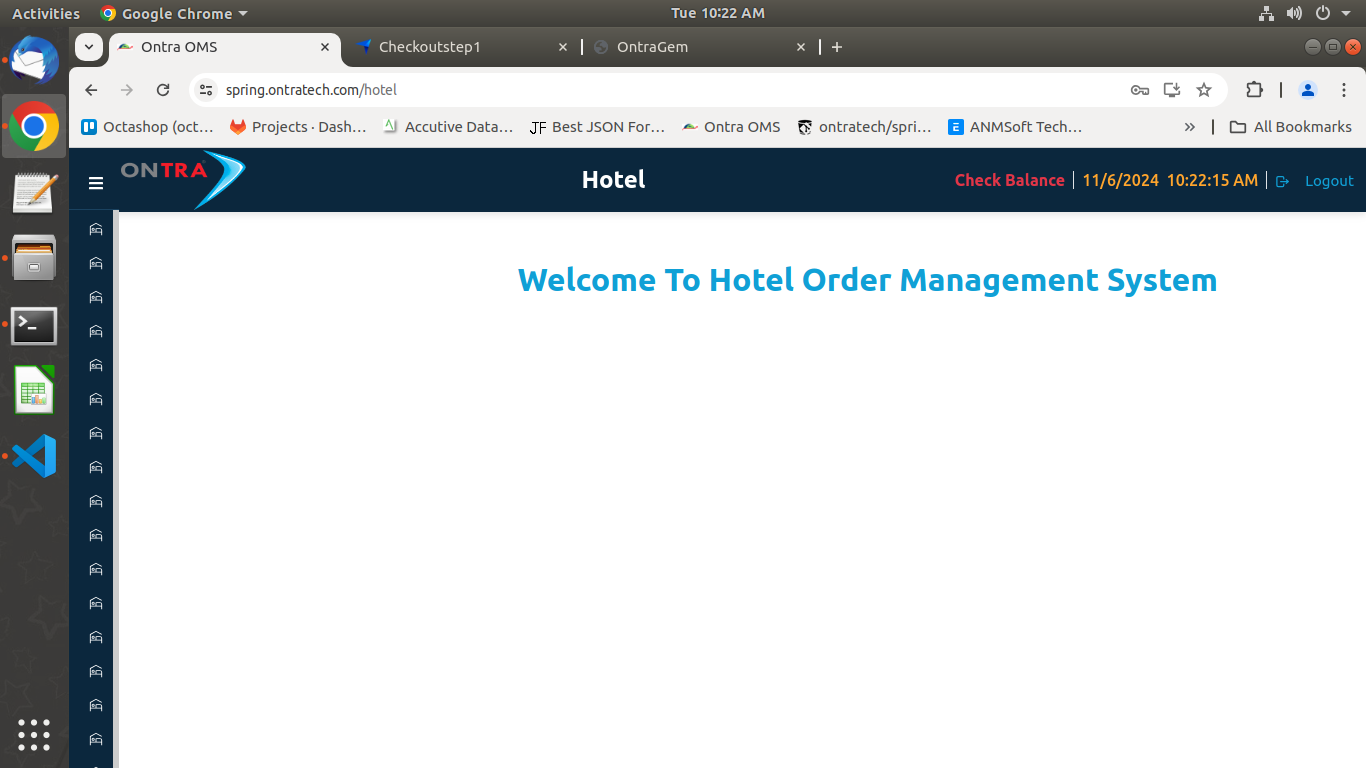 Activities Google Chrome Tue 10:22 AM
Ontra OMS Checkoutstep1 OntraGem
spring.ontratech.com/hotel
Octashop (oct… Projects · Dash… Accutive Data… JF Best JSON For… Ontra OMS ontratech/spri… E ANMSoft Tech… » All Bookmarks
ONTRA Hotel Check Balance 11/6/2024 10:22:15 AM Logout
Welcome To Hotel Order Management System